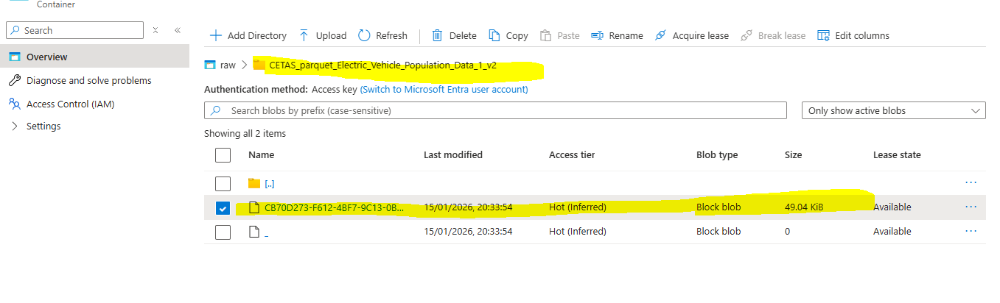 Container
Search
Overview
Diagnose and solve problems
Access Control (IAM)
Settings
Add Directory Upload Refresh Delete Copy Paste Rename Acquire lease Break lease Edit columns
raw > CETAS_parquet_Electric_Vehicle_Population_Data_1_v2
Authentication method: Access key (Switch to Microsoft Entra user account)
Search blobs by prefix (case-sensitive)
Only show active blobs
Showing all 2 items
Name Last modified Access tier Blob type Size Lease state
[..] ...
CB70D273-F612-4BF7-9C13-0B... 15/01/2026, 20:33:54 Hot (Inferred) Block blob 49.04 KiB Available ...
_ 15/01/2026, 20:33:54 Hot (Inferred) Block blob 0 Available ...